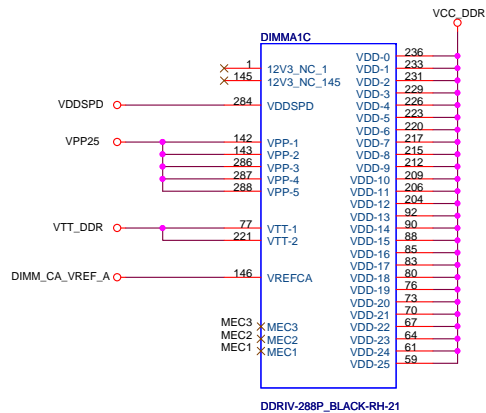 VCC_DDR
DIMMA1C
1 12V3_NC_1 VDD-0 236
145 12V3_NC_145 VDD-1 233
VDD-2 231
VDD-3 229
VDDSPD 284 VDDSPD VDD-4 226
VDD-5 223
VDD-6 220
VPP25 142 VPP-1 VDD-7 217
143 VPP-2 VDD-8 215
286 VPP-3 VDD-9 212
287 VPP-4 VDD-10 209
288 VPP-5 VDD-11 206
VDD-12 204
VDD-13 92
VTT_DDR 77 VTT-1 VDD-14 90
221 VTT-2 VDD-15 88
VDD-16 85
VDD-17 83
DIMM_CA_VREF_A 146 VREFCA VDD-18 80
VDD-19 76
VDD-20 73
VDD-21 70
MEC3 MEC3 VDD-22 67
MEC2 MEC2 VDD-23 64
MEC1 MEC1 VDD-24 61
VDD-25 59
DDRIV-288P_BLACK-RH-21